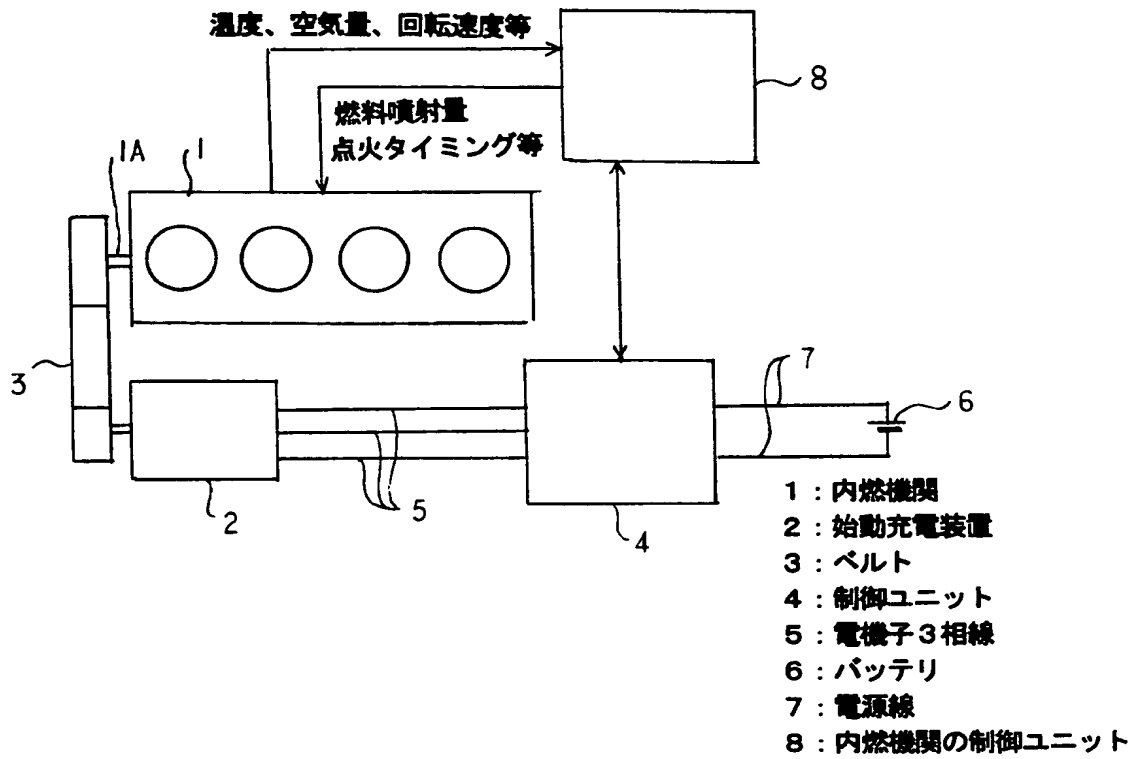 温度、空気量、回転速度等
8
燃料噴射量
点火タイミング等
1A
1
3
7
6
2
5
4
1：内燃機関
2：始動充電装置
3：ベルト
4：制御ユニット
5：電機子3相線
6：バッテリ
7：電源線
8：内燃機関の制御ユニット